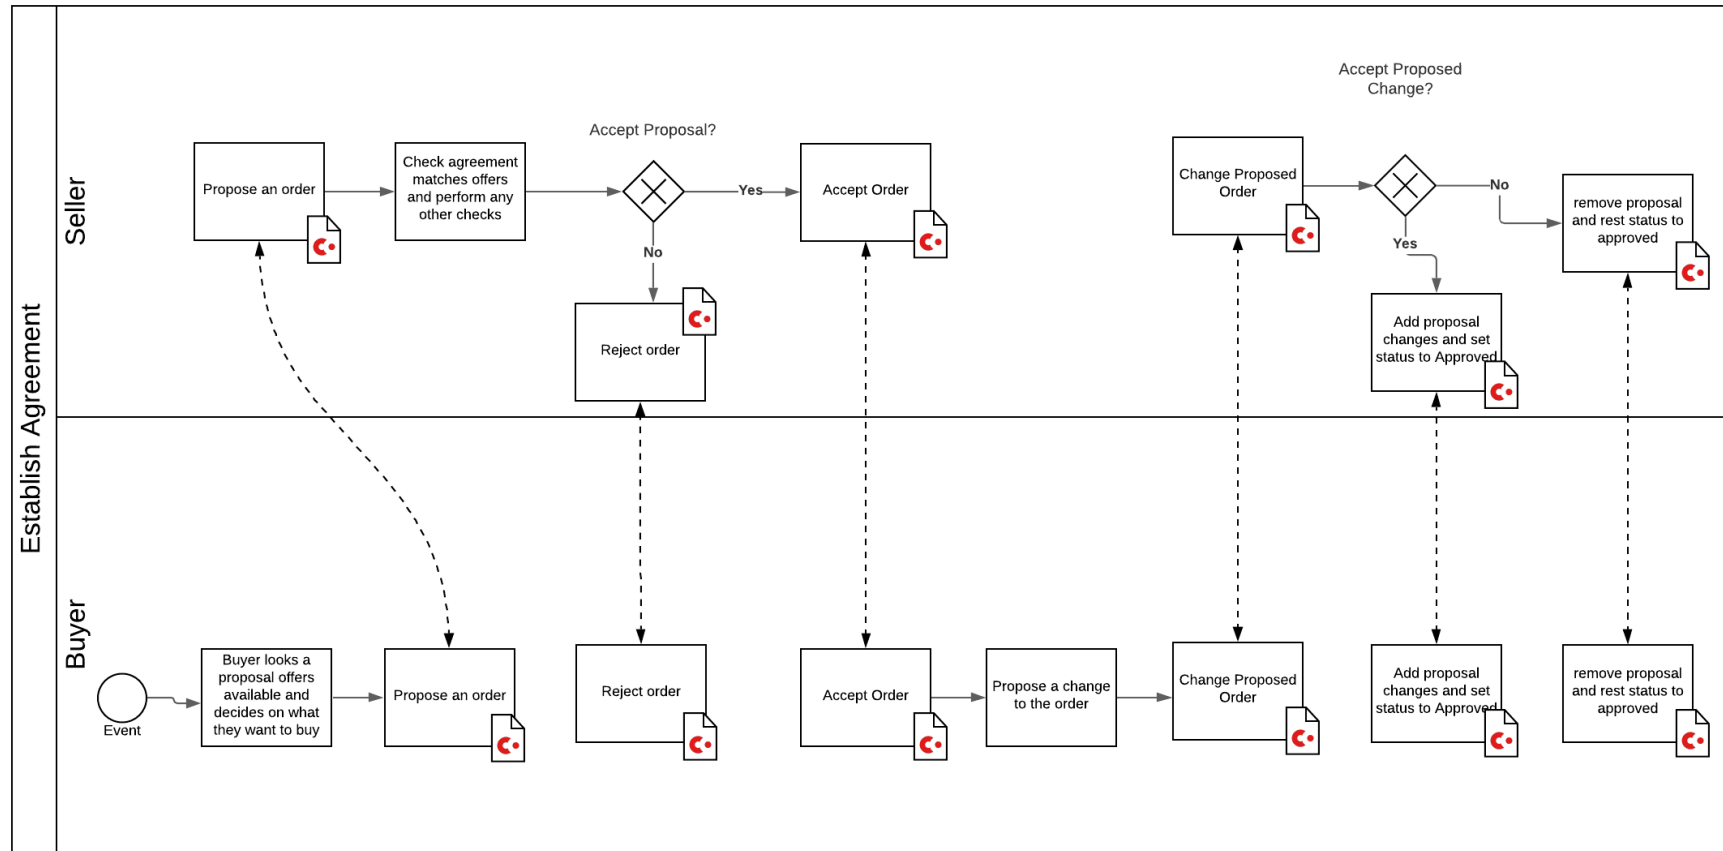 Establish Agreement
Seller
Accept Proposed
Change?
Accept Proposal?
Propose an order
Check agreement
matches offers
and perform any
other checks
Yes
Accept Order
Change Proposed
Order
No
remove proposal
and rest status to
approved
No
Yes
Reject order
Add proposal
changes and set
status to Approved
Buyer
Event
Buyer looks a
proposal offers
available and
decides on what
they want to buy
Propose an order
Reject order
Accept Order
Propose a change
to the order
Change Proposed
Order
Add proposal
changes and set
status to Approved
remove proposal
and rest status to
approved